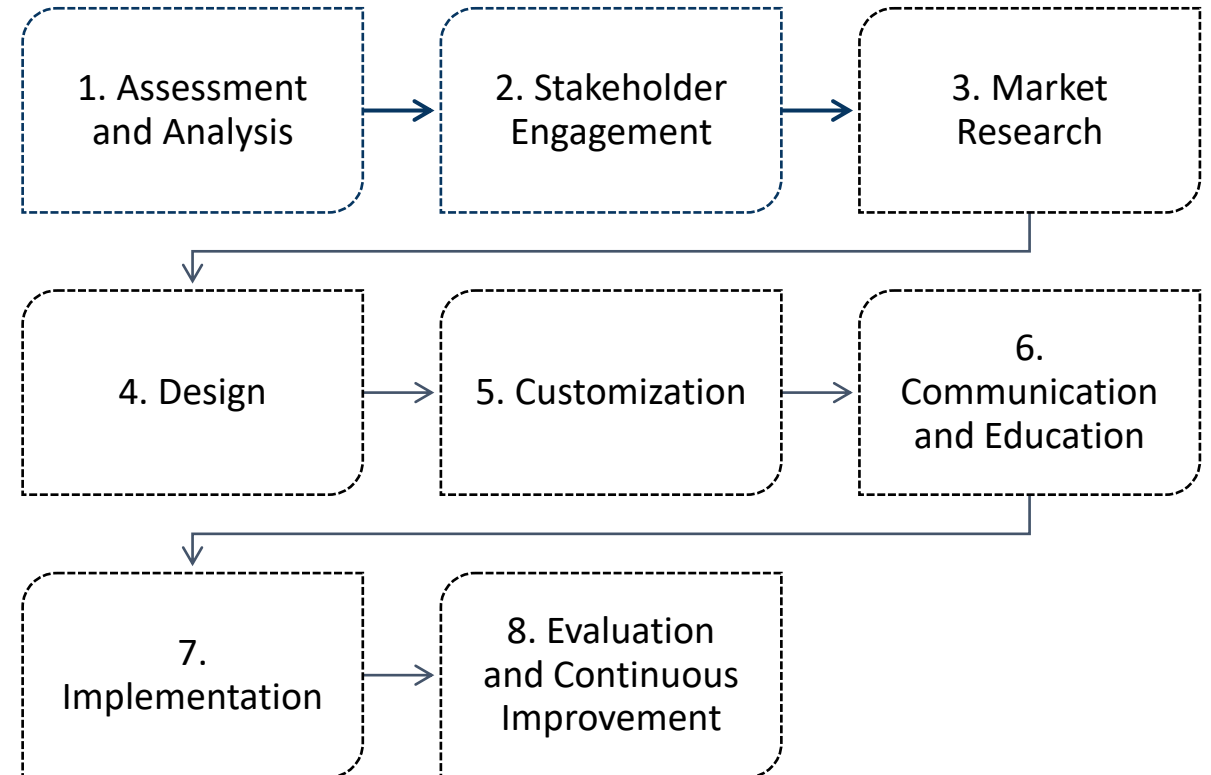 1. Assessment
and Analysis
2. Stakeholder
Engagement
3. Market
Research
4. Design
5. Customization
6.
Communication
and Education
7.
Implementation
8. Evaluation
and Continuous
Improvement